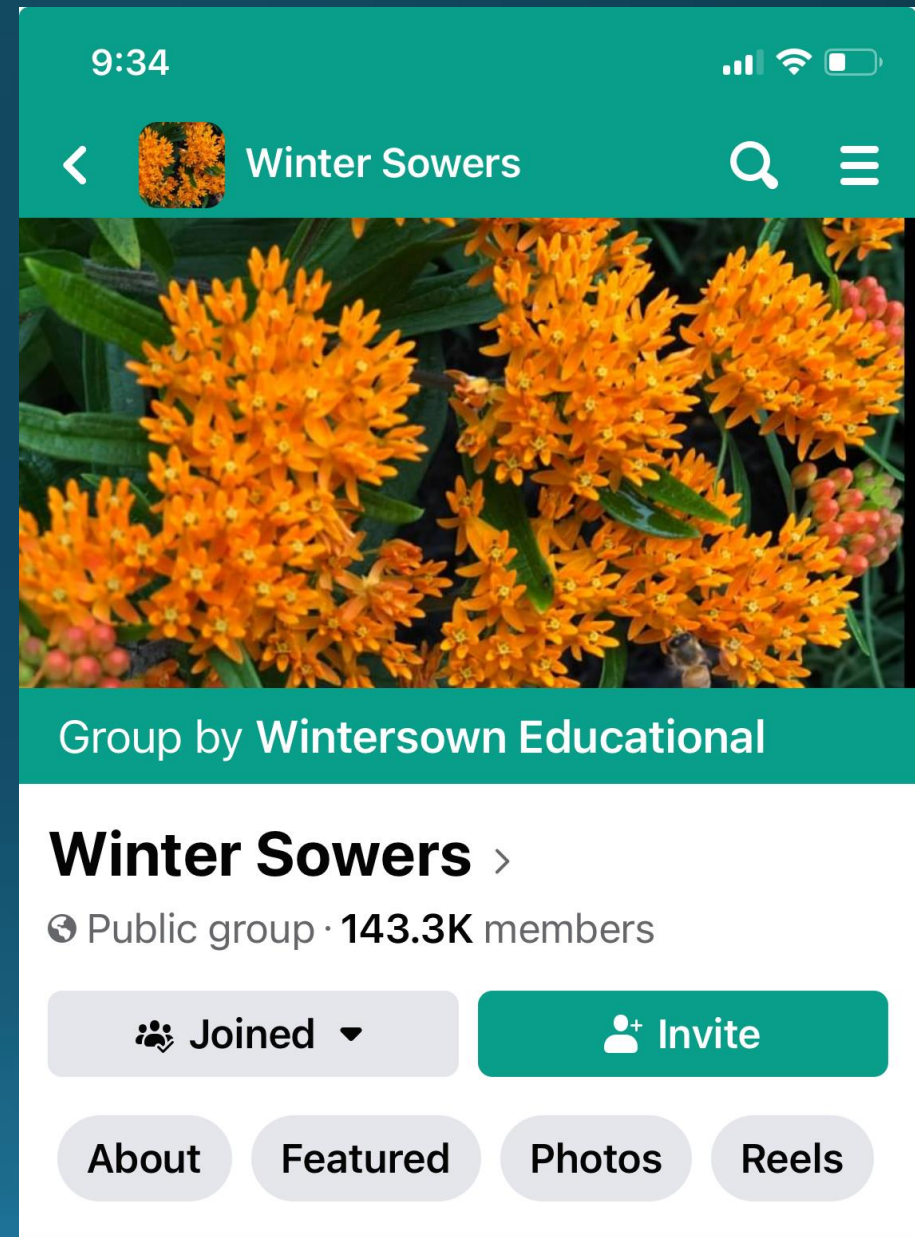 9:34
Winter Sowers
Group by Wintersown Educational
Winter Sowers
Public group · 143.3K members
Joined
Invite
About
Featured
Photos
Reels